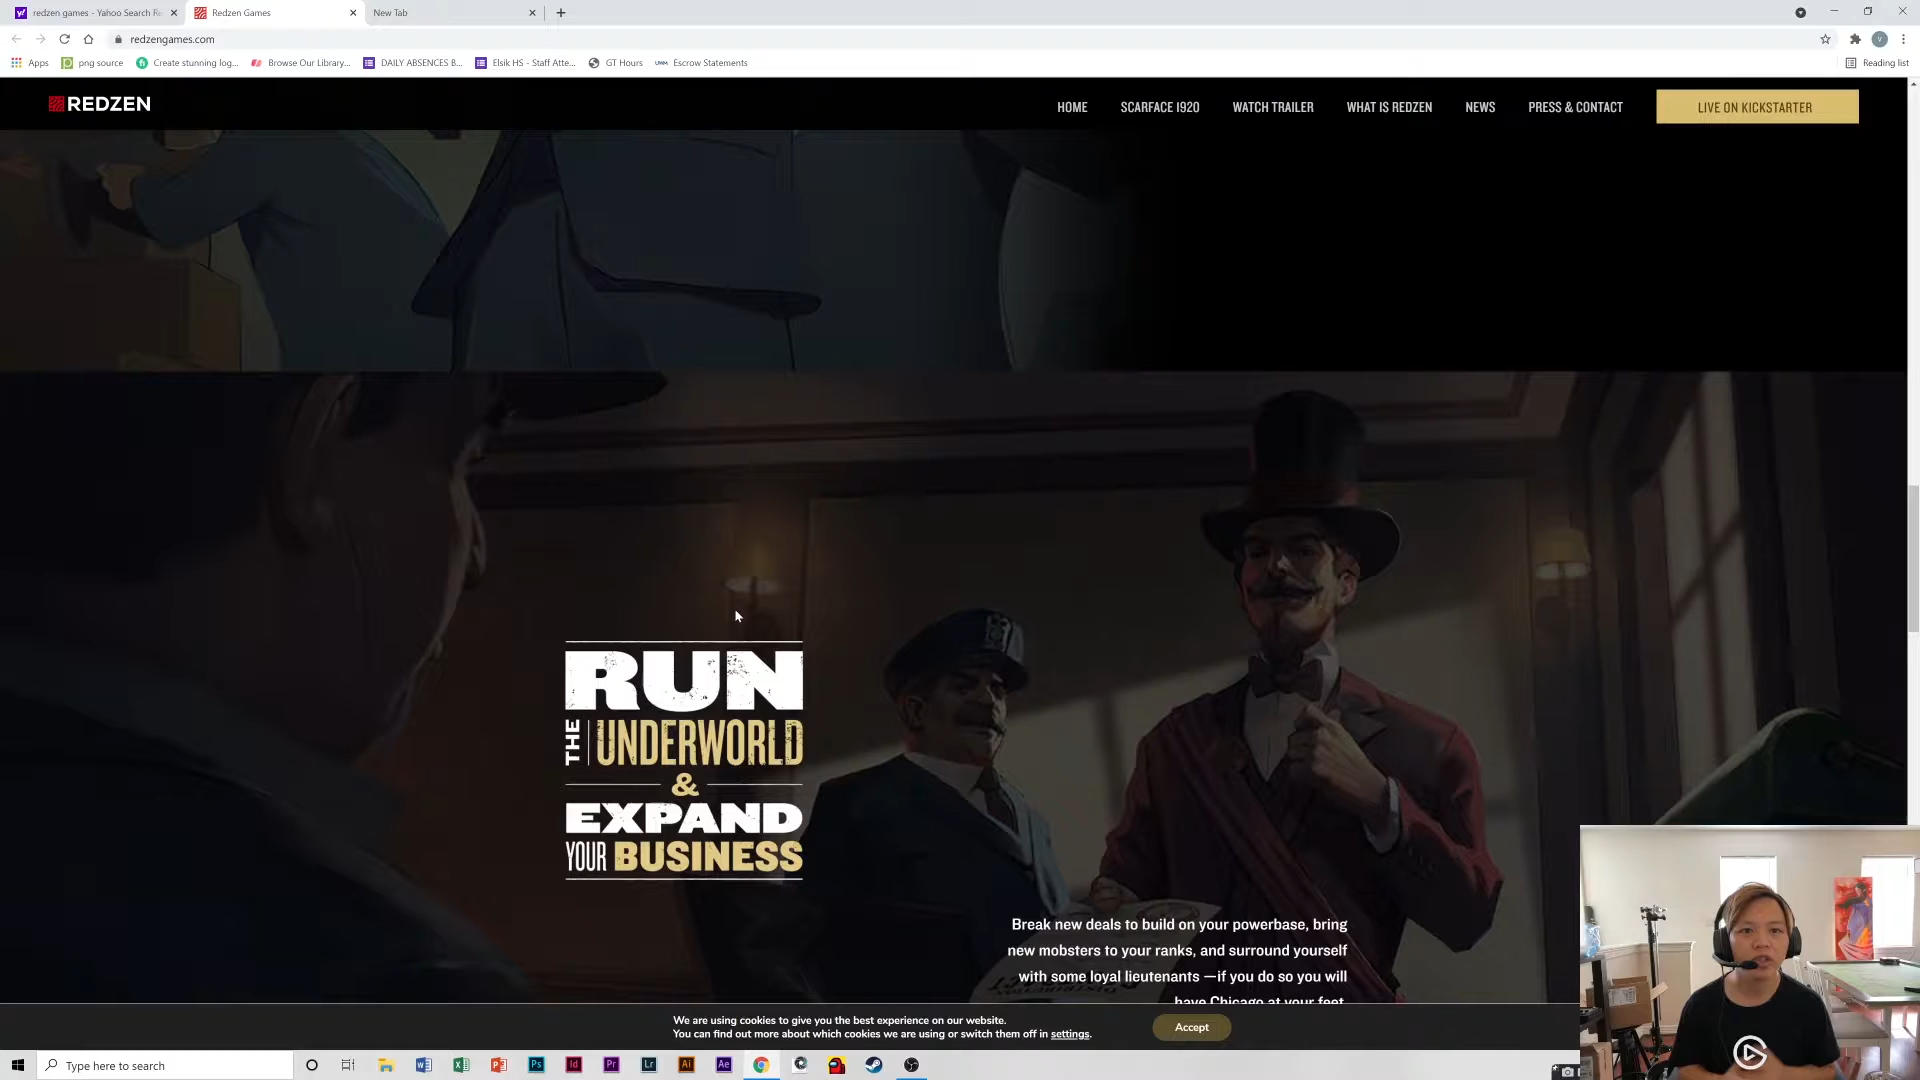 redzen games - Yahoo Search Re
Redzen Games
New Tab
redzengames.com
Apps
png source
Create stunning log...
Browse Our Library...
DAILY ABSENCES B...
Elsik HS - Staff Atte...
GT Hours
Escrow Statements
Reading list
REDZEN
HOME
SCARFACE 1920
WATCH TRAILER
WHAT IS REDZEN
NEWS
PRESS & CONTACT
LIVE ON KICKSTARTER
RUN
THE UNDERWORLD
&
EXPAND
YOUR BUSINESS
Break new deals to build on your powerbase, bring
new mobsters to your ranks, and surround yourself
with some loyal lieutenants —if you do so you will
have Chicago at your feet.
We are using cookies to give you the best experience on our website.
You can find out more about which cookies we are using or switch them off in settings.
Accept
Type here to search
Ps
Id
Pr
Lr
Ai
Ae